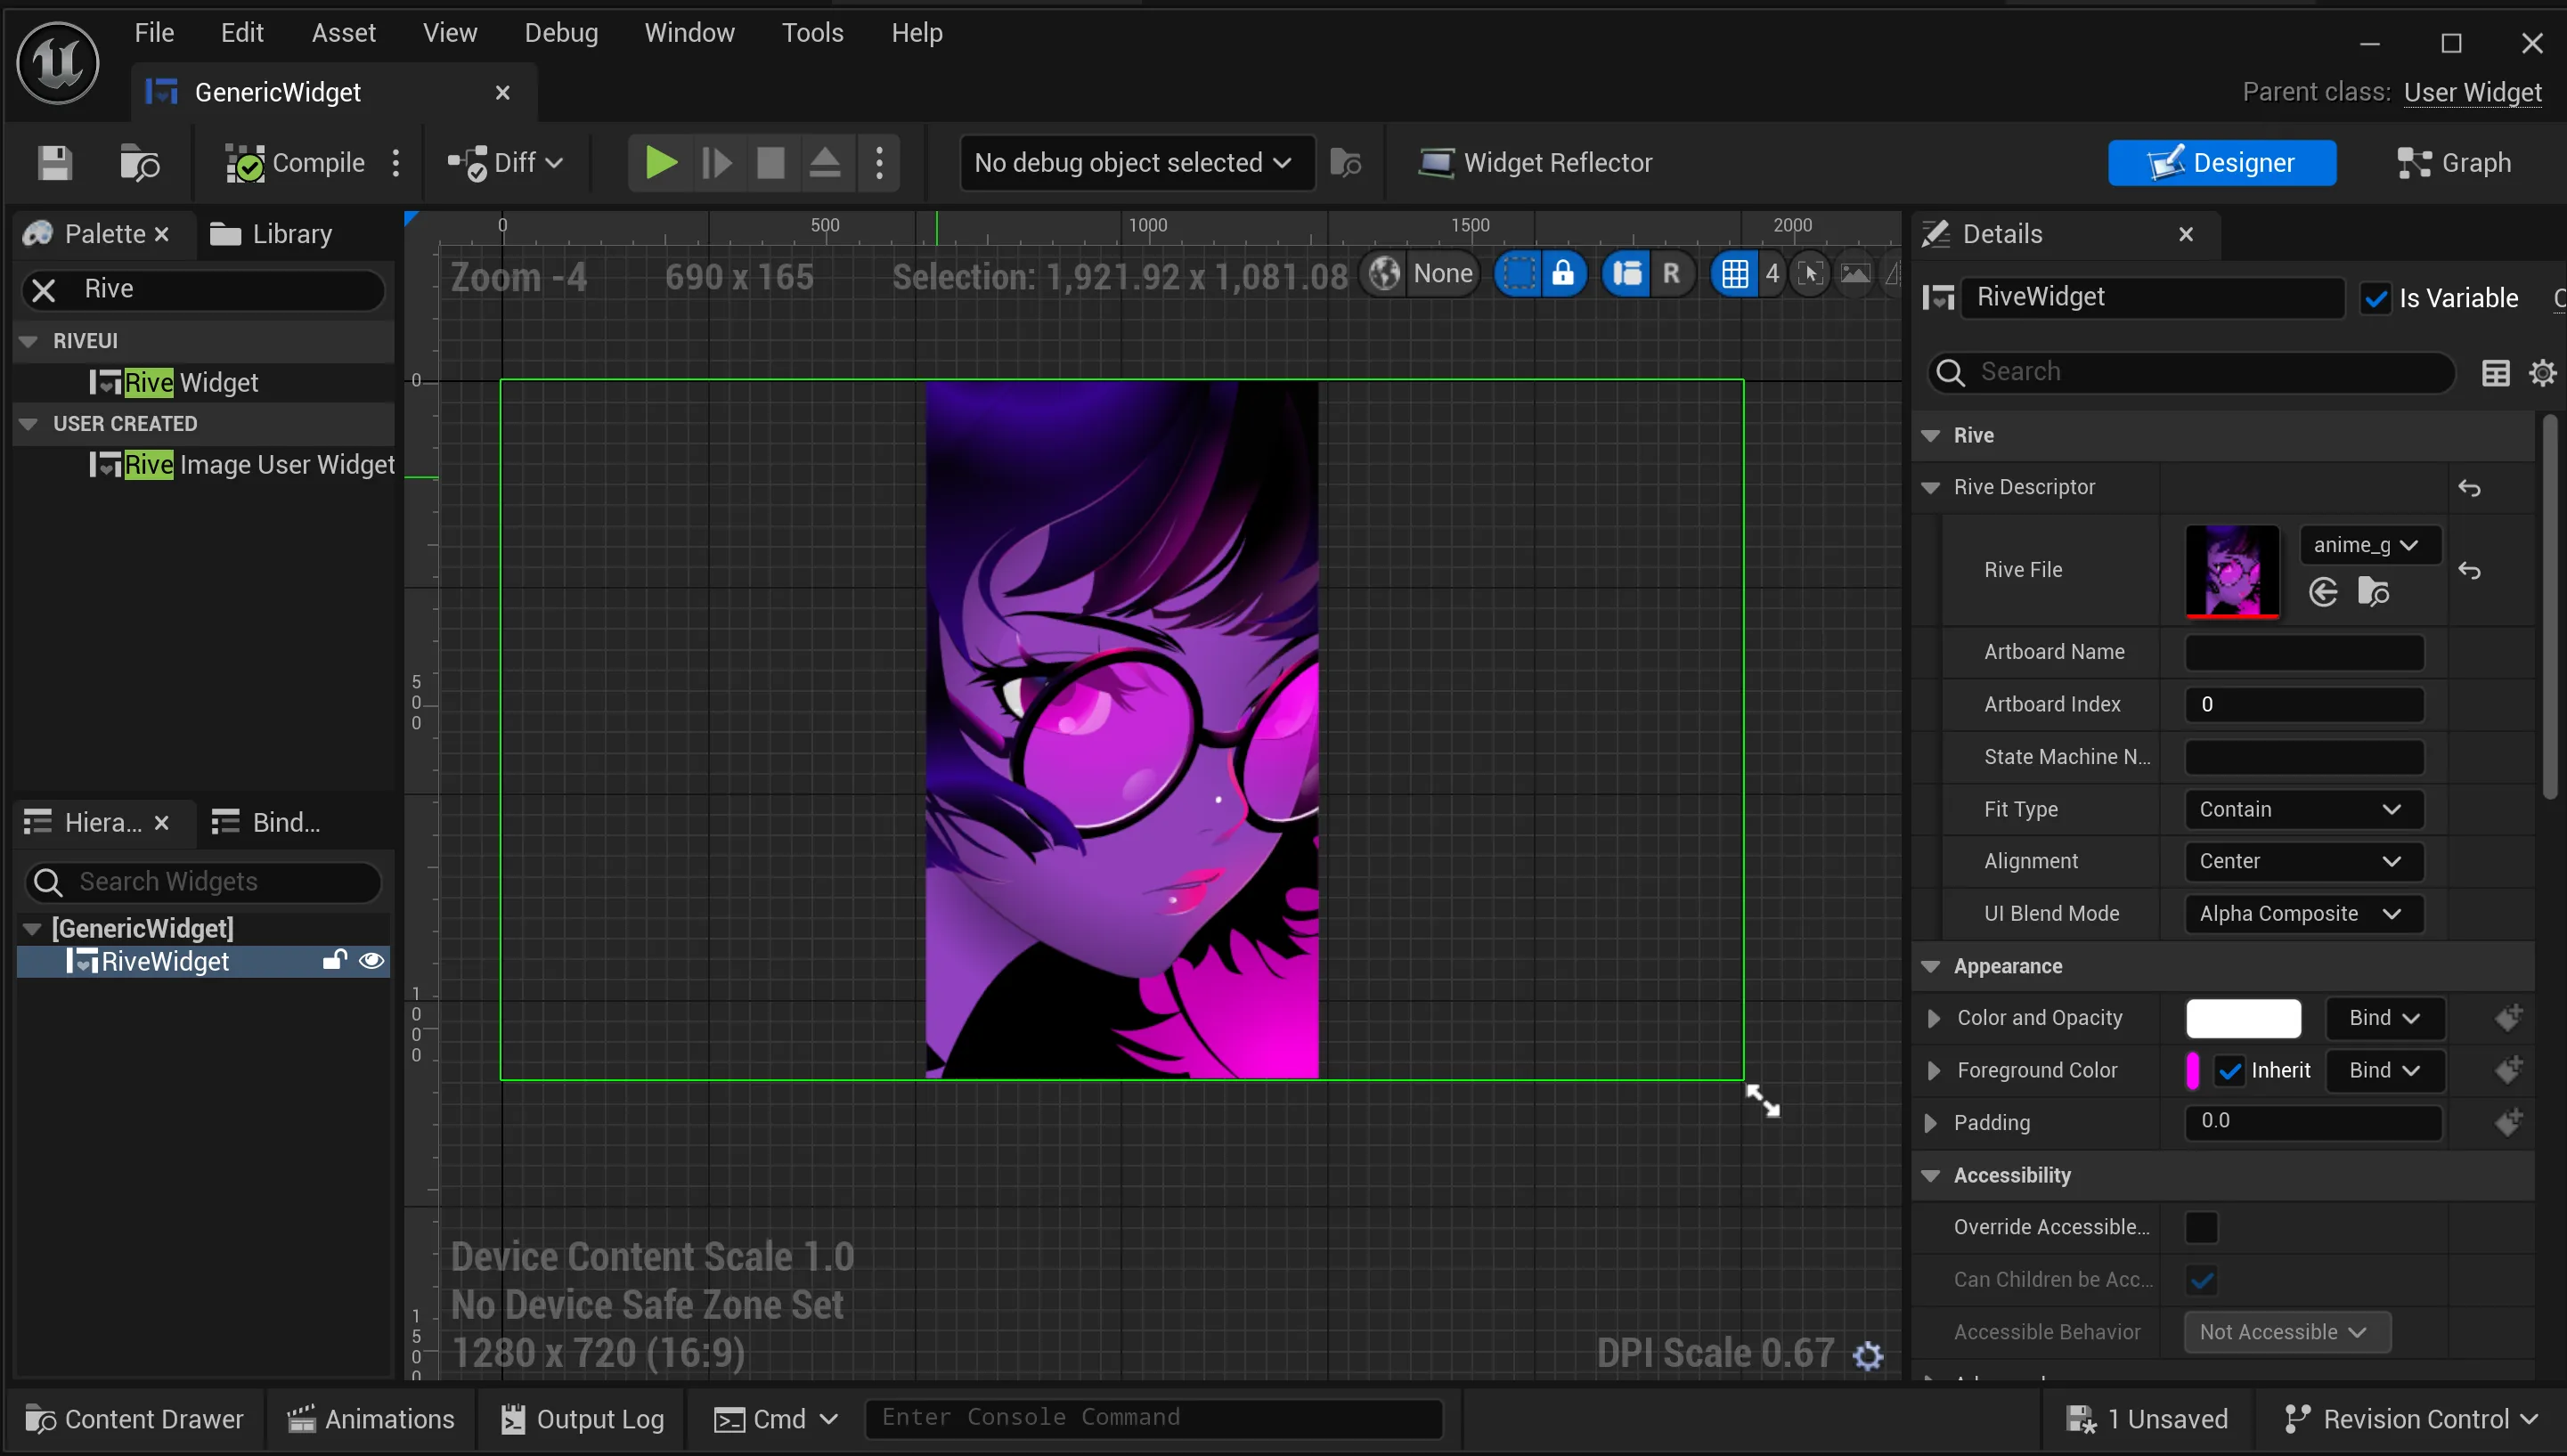 File Edit Asset View Debug Window Tools Help
GenericWidget
Parent class: User Widget
Compile Diff No debug object selected Widget Reflector Designer Graph
Palette Library
Rive
RIVEUI
Rive Widget
USER CREATED
Rive Image User Widget
Hiera... Bind...
Search Widgets
[GenericWidget]
RiveWidget
0 500 1000 1500 2000
Zoom -4 690 x 165 Selection: 1,921.92 x 1,081.08 None R 4
0
500
1000
150
Device Content Scale 1.0
No Device Safe Zone Set
1280 x 720 (16:9)
DPI Scale 0.67
Details
RiveWidget Is Variable
Search
Rive
Rive Descriptor
Rive File anime_g
Artboard Name
Artboard Index 0
State Machine N...
Fit Type Contain
Alignment Center
UI Blend Mode Alpha Composite
Appearance
Color and Opacity Bind
Foreground Color Inherit Bind
Padding 0.0
Accessibility
Override Accessible...
Can Children be Acc...
Accessible Behavior Not Accessible
Content Drawer Animations Output Log Cmd Enter Console Command 1 Unsaved Revision Control